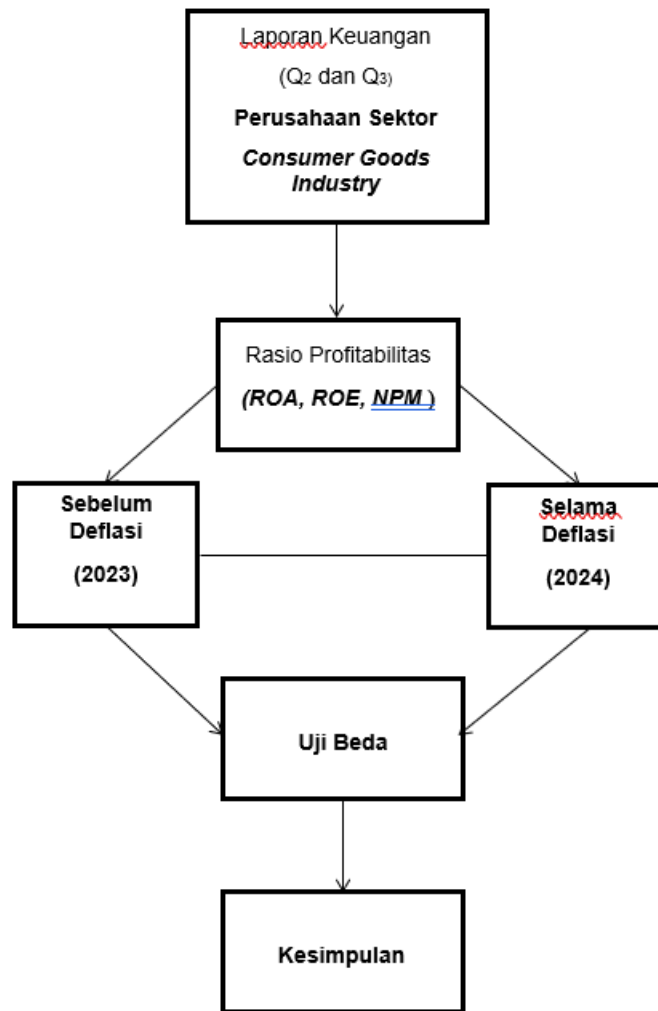 Laporan Keuangan
(Q2 dan Q3)
Perusahaan Sektor
Consumer Goods
Industry
Rasio Profitabilitas
(ROA, ROE, NPM )
Sebelum
Deflasi
(2023)
Selama
Deflasi
(2024)
Uji Beda
Kesimpulan